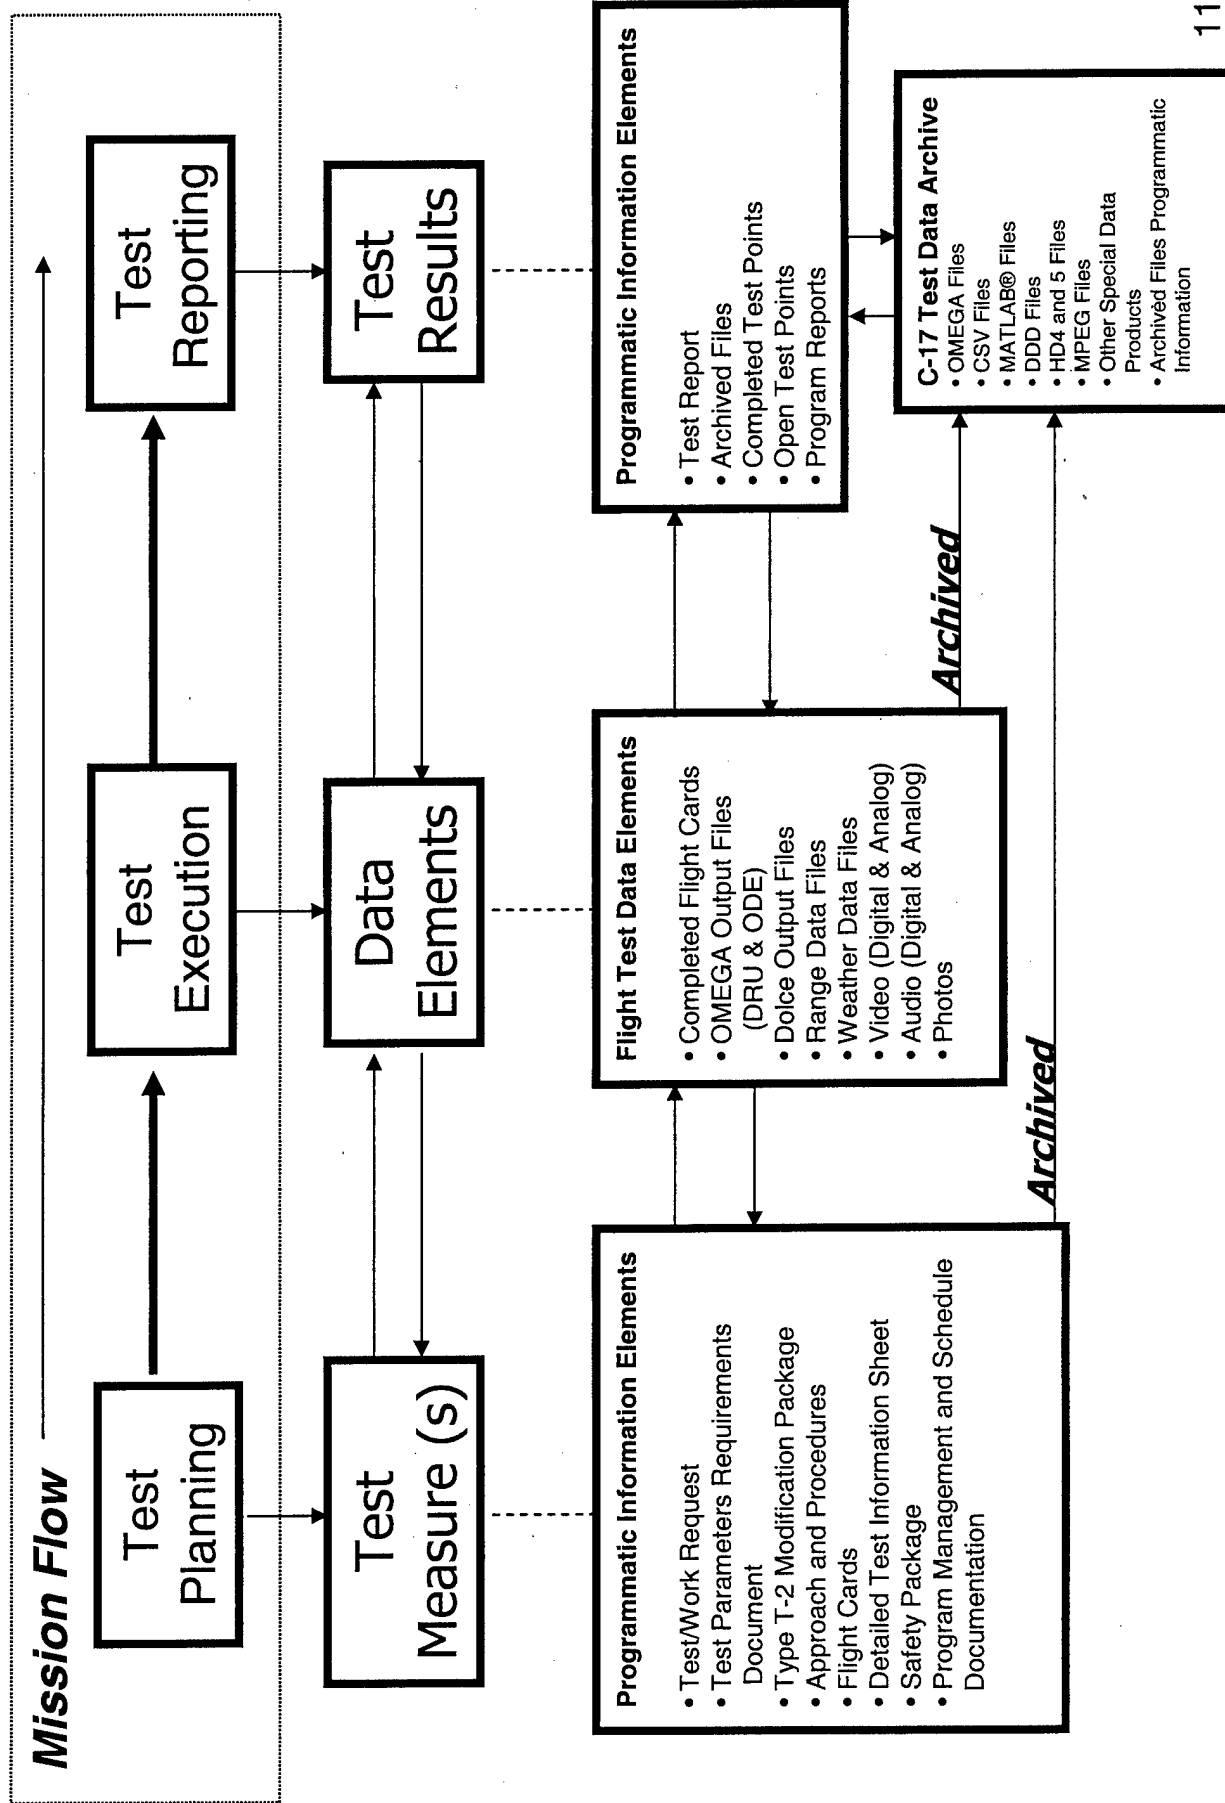 Mission Flow
Test
Planning
Test
Execution
Test
Reporting
Test
Measure (s)
Data
Elements
Test
Results
Programmatic Information Elements
• Test/Work Request
• Test Parameters Requirements
Document
• Type T-2 Modification Package
• Approach and Procedures
• Flight Cards
• Detailed Test Information Sheet
• Safety Package
• Program Management and Schedule
Documentation
Flight Test Data Elements
• Completed Flight Cards
• OMEGA Output Files
(DRU & ODE)
• Dolce Output Files
• Range Data Files
• Weather Data Files
• Video (Digital & Analog)
• Audio (Digital & Analog)
• Photos
Programmatic Information Elements
• Test Report
• Archived Files
• Completed Test Points
• Open Test Points
• Program Reports
Archived
Archived
C-17 Test Data Archive
• OMEGA Files
• CSV Files
• MATLAB® Files
• DDD Files
• HD4 and 5 Files
• MPEG Files
• Other Special Data
Products
• Archived Files Programmatic
Information
11